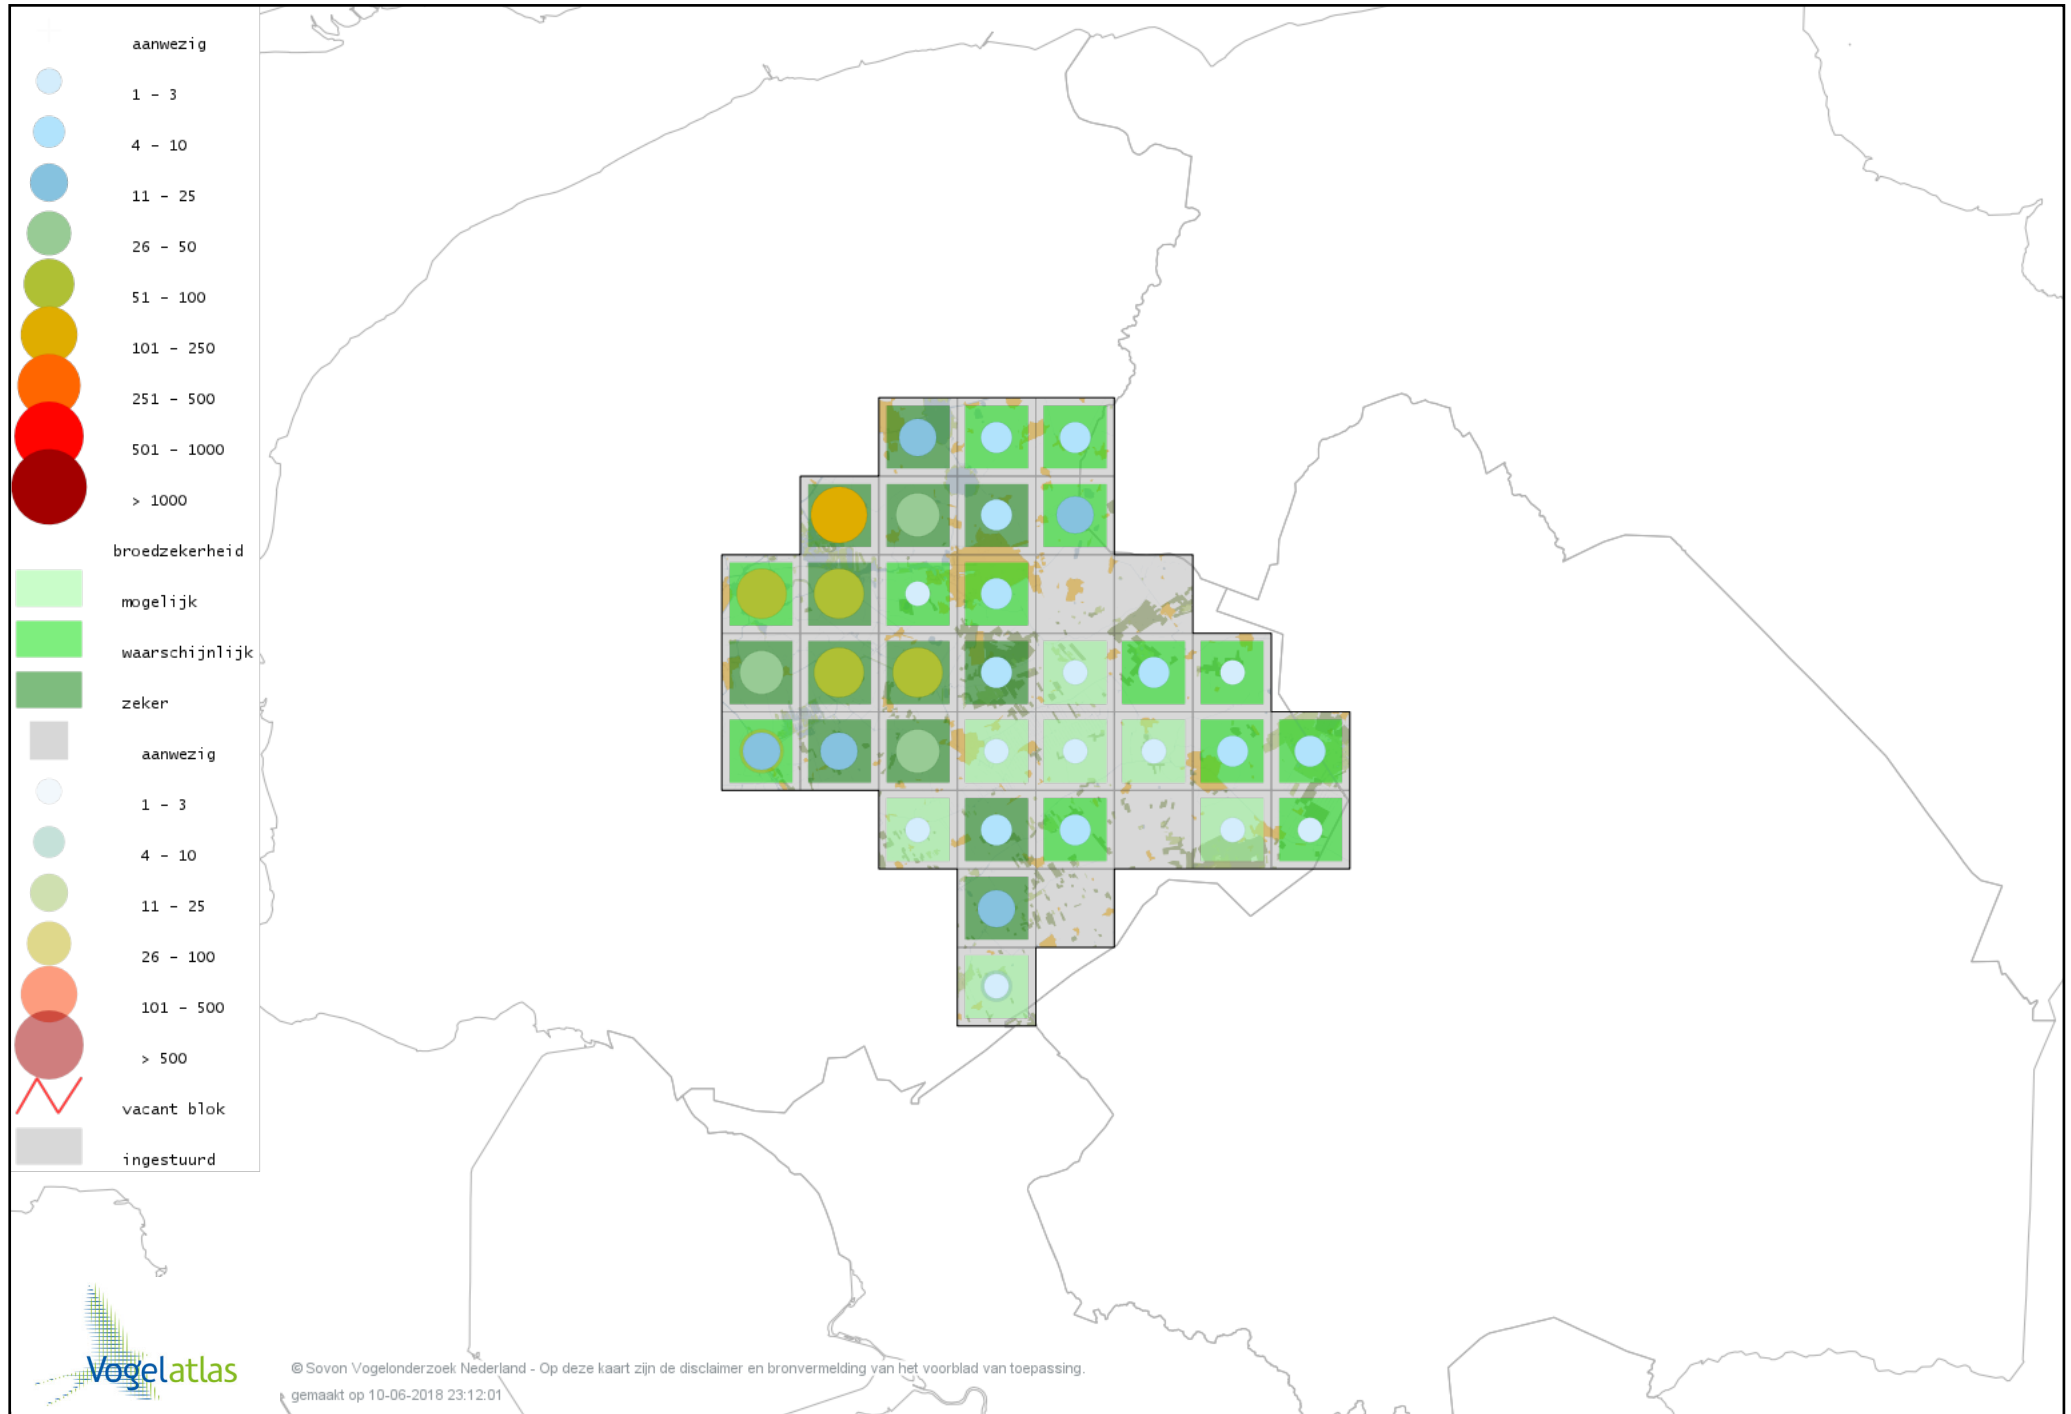 aanwezig
1 - 3
4 - 10
11 - 25
26 - 50
51 - 100
101 - 250
251 - 500
501 - 1000
> 1000
broedzekerheid
mogelijk
waarschijnlijk
zeker
aanwezig
1 - 3
4 - 10
11 - 25
26 - 100
101 - 500
> 500
vacant blok
ingestuurd
Vogelatlas
© Sovon Vogelonderzoek Nederland - Op deze kaart zijn de disclaimer en bronvermelding van het voorblad van toepassing.
gemaakt op 10-06-2018 23:12:01